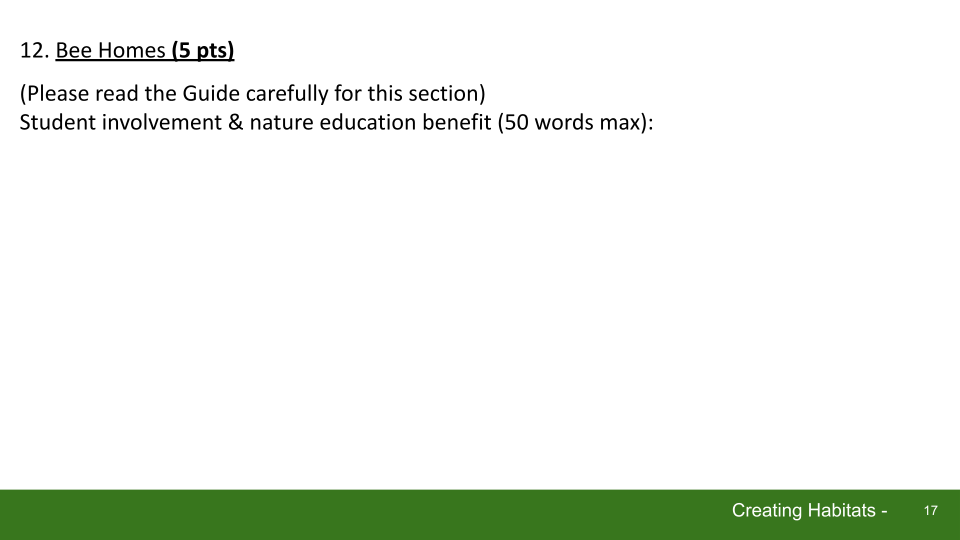 12. Bee Homes (5 pts)
(Please read the Guide carefully for this section)
Student involvement & nature education benefit (50 words max):
Creating Habitats - 17